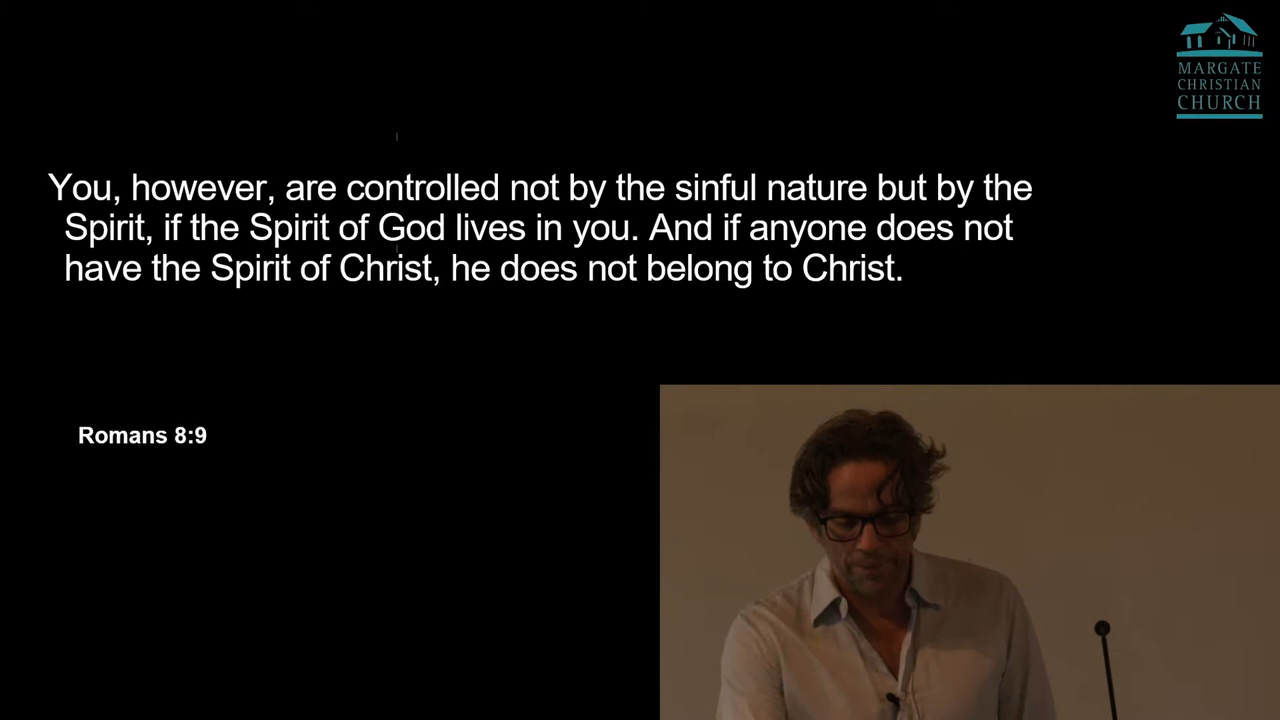 MARGATE
CHRISTIAN
CHURCH
You, however, are controlled not by the sinful nature but by the
Spirit, if the Spirit of God lives in you. And if anyone does not
have the Spirit of Christ, he does not belong to Christ.
Romans 8:9